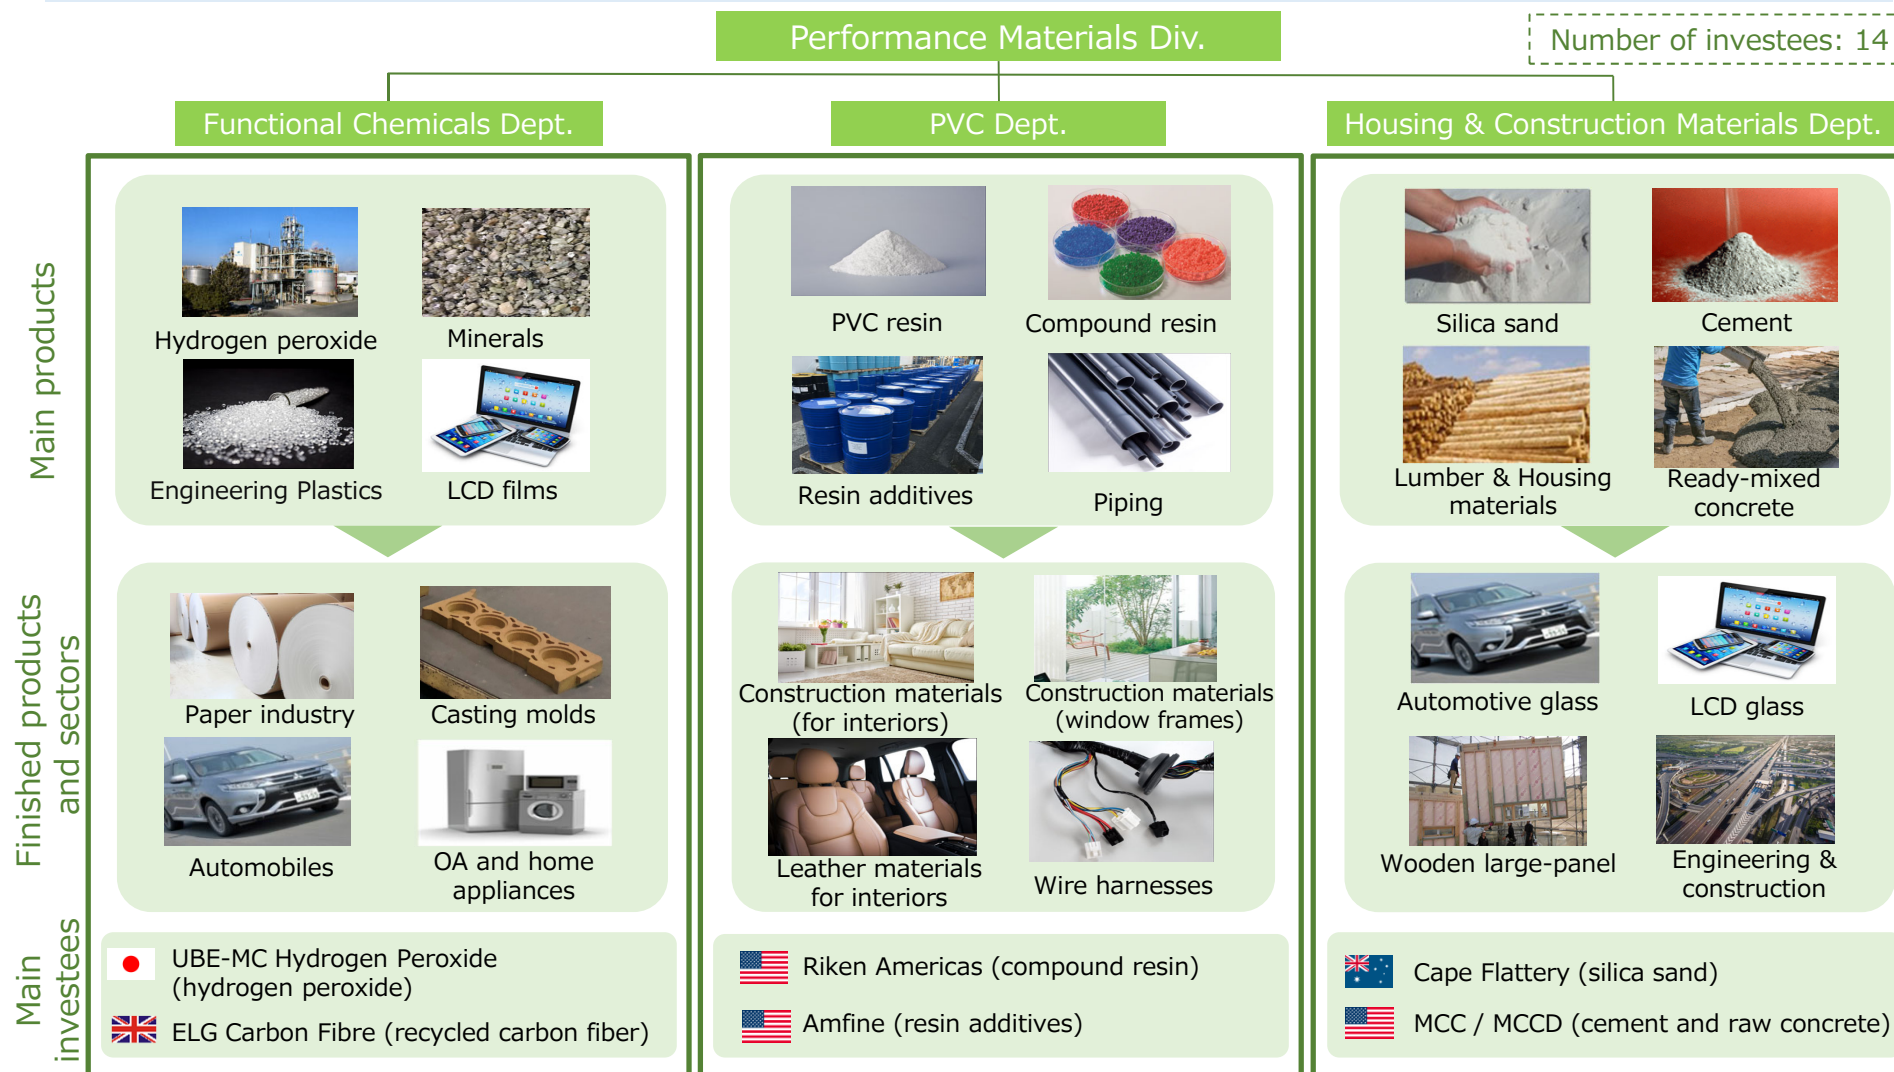 Performance Materials Div.
Number of investees: 14
Functional Chemicals Dept.
PVC Dept.
Housing & Construction Materials Dept.
Main products
Hydrogen peroxide
Minerals
Engineering Plastics
LCD films
PVC resin
Compound resin
Resin additives
Piping
Silica sand
Cement
Lumber & Housing
materials
Ready-mixed
concrete
Finished products
and sectors
Paper industry
Casting molds
Automobiles
OA and home
appliances
Construction materials
(for interiors)
Construction materials
(window frames)
Leather materials
for interiors
Wire harnesses
Automotive glass
LCD glass
Wooden large-panel
Engineering &
construction
Main
investees
UBE-MC Hydrogen Peroxide
(hydrogen peroxide)
ELG Carbon Fibre (recycled carbon fiber)
Riken Americas (compound resin)
Amfine (resin additives)
Cape Flattery (silica sand)
MCC / MCCD (cement and raw concrete)